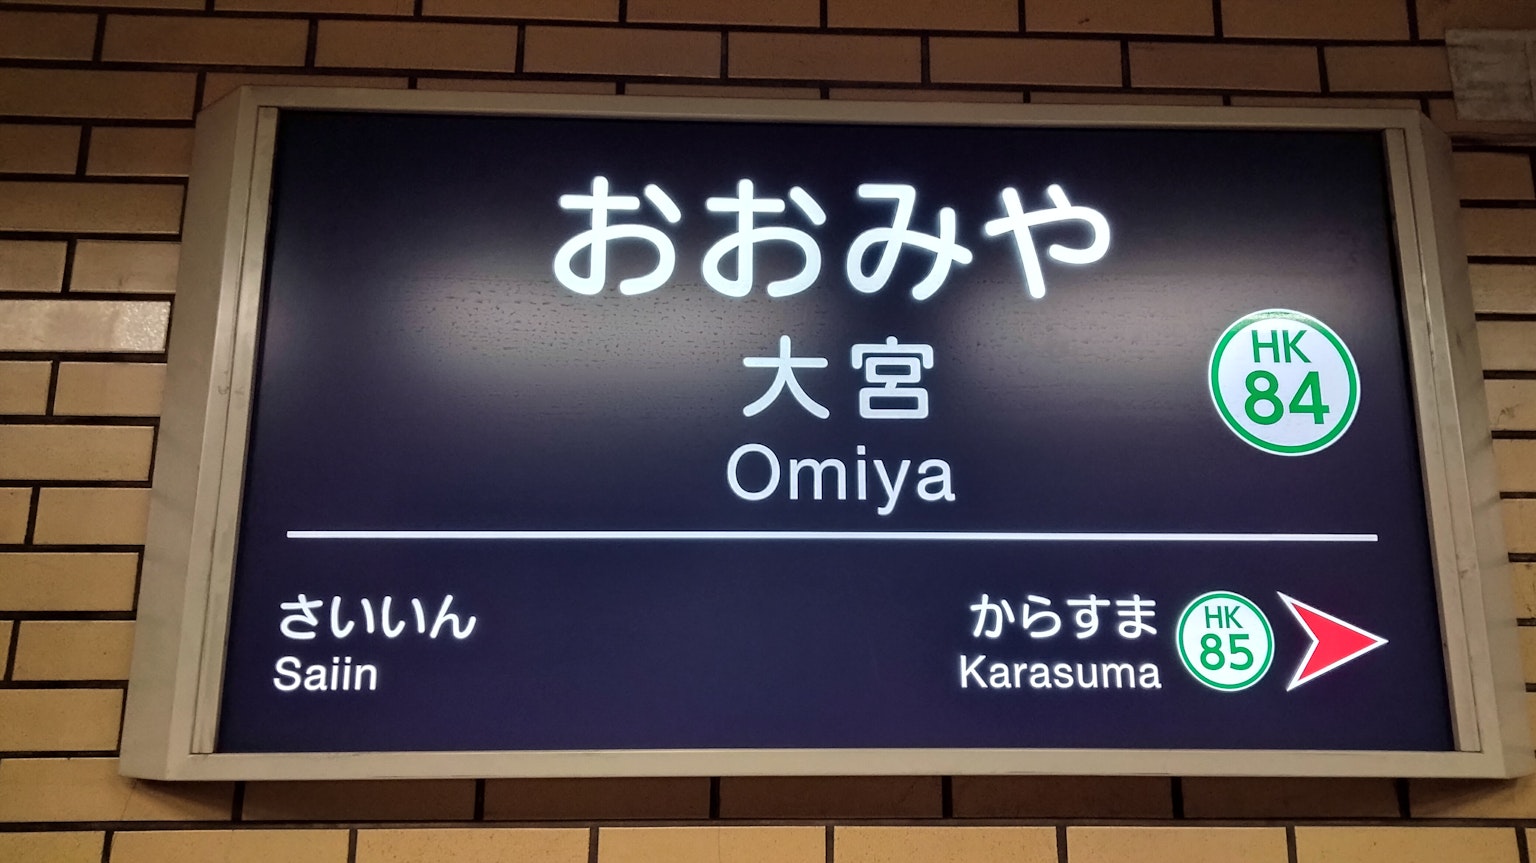 おおみや
大宮
Omiya
HK
84
さいいん
Saiin
からすま
Karasuma
HK
85